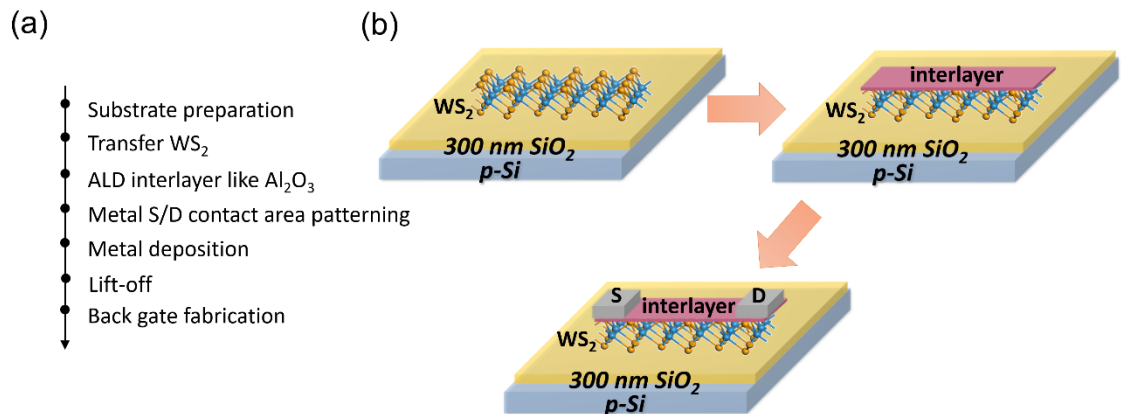 (a)
Substrate preparation
Transfer WS₂
ALD interlayer like Al₂O₃
Metal S/D contact area patterning
Metal deposition
Lift-off
Back gate fabrication
(b)
WS₂
300 nm SiO₂
p-Si
interlayer
WS₂
300 nm SiO₂
p-Si
S
interlayer
D
WS₂
300 nm SiO₂
p-Si